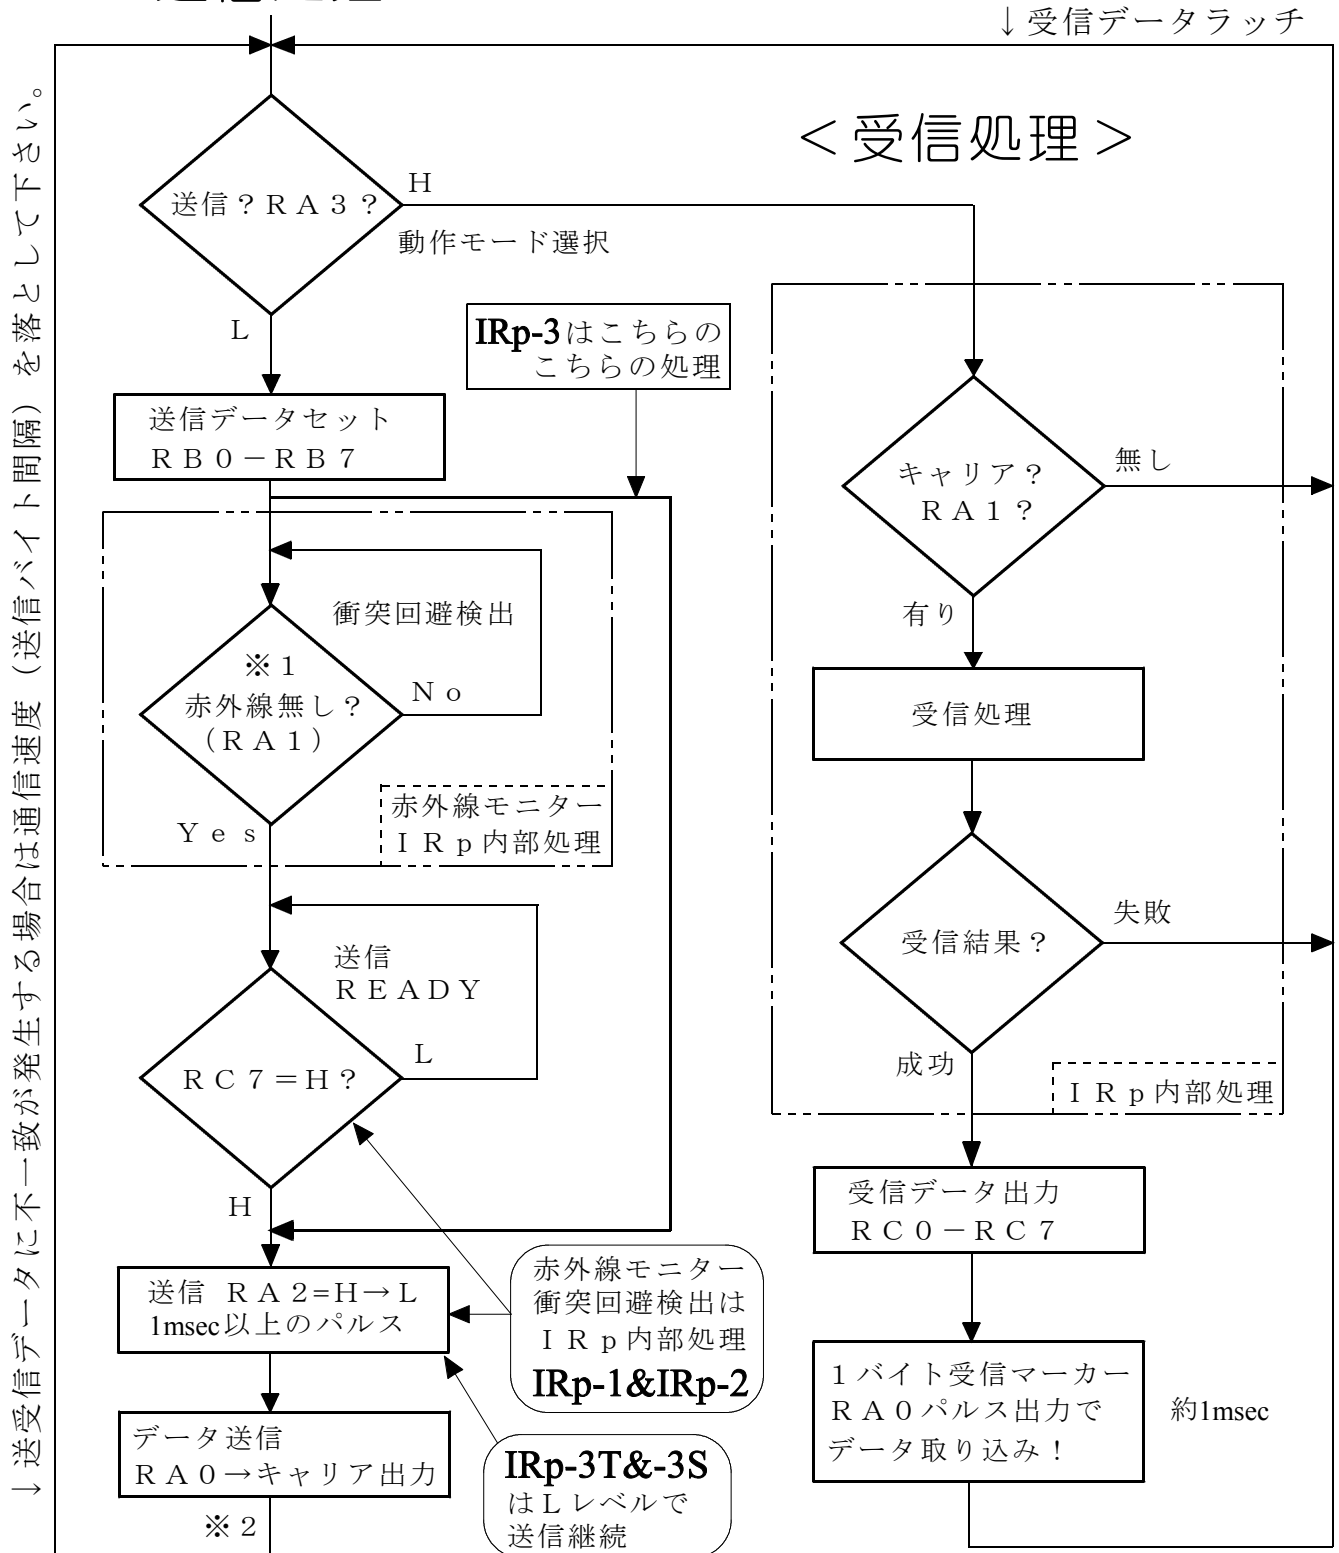 送信処理
↓受信データラッチ
＜受信処理＞
送信？ＲＡ３？
Ｈ
動作モード選択
Ｌ
IRp-3はこちらの
こちらの処理
送信データセット
ＲＢ０－ＲＢ７
キャリア？
ＲＡ１？
無し
有り
衝突回避検出
※１
赤外線無し？
（ＲＡ１）
Ｎｏ
Ｙｅｓ
赤外線モニター
ＩＲｐ内部処理
受信処理
送信
ＲＥＡＤＹ
ＲＣ７＝Ｈ？
Ｌ
Ｈ
受信結果？
失敗
成功
ＩＲｐ内部処理
受信データ出力
ＲＣ０－ＲＣ７
送信 ＲＡ２=Ｈ→Ｌ
1msec以上のパルス
赤外線モニター
衝突回避検出は
ＩＲｐ内部処理
IRp-1&IRp-2
データ送信
ＲＡ０→キャリア出力
※２
IRp-3T&-3S
はＬレベルで
送信継続
１バイト受信マーカー
ＲＡ０パルス出力で
データ取り込み！
約1msec
↓送受信データに不一致が発生する場合は通信速度（送信バイト間隔）を落として下さい。